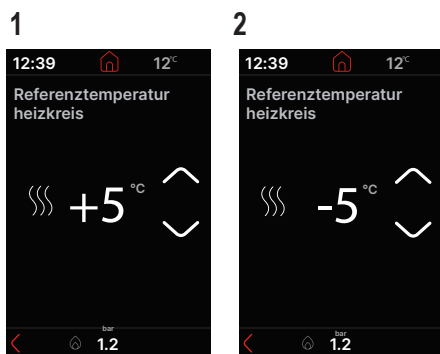 1
12:39 12°C
Referenztemperatur
heizkreis
+5 °C
bar
1.2
2
12:39 12°C
Referenztemperatur
heizkreis
-5 °C
bar
1.2